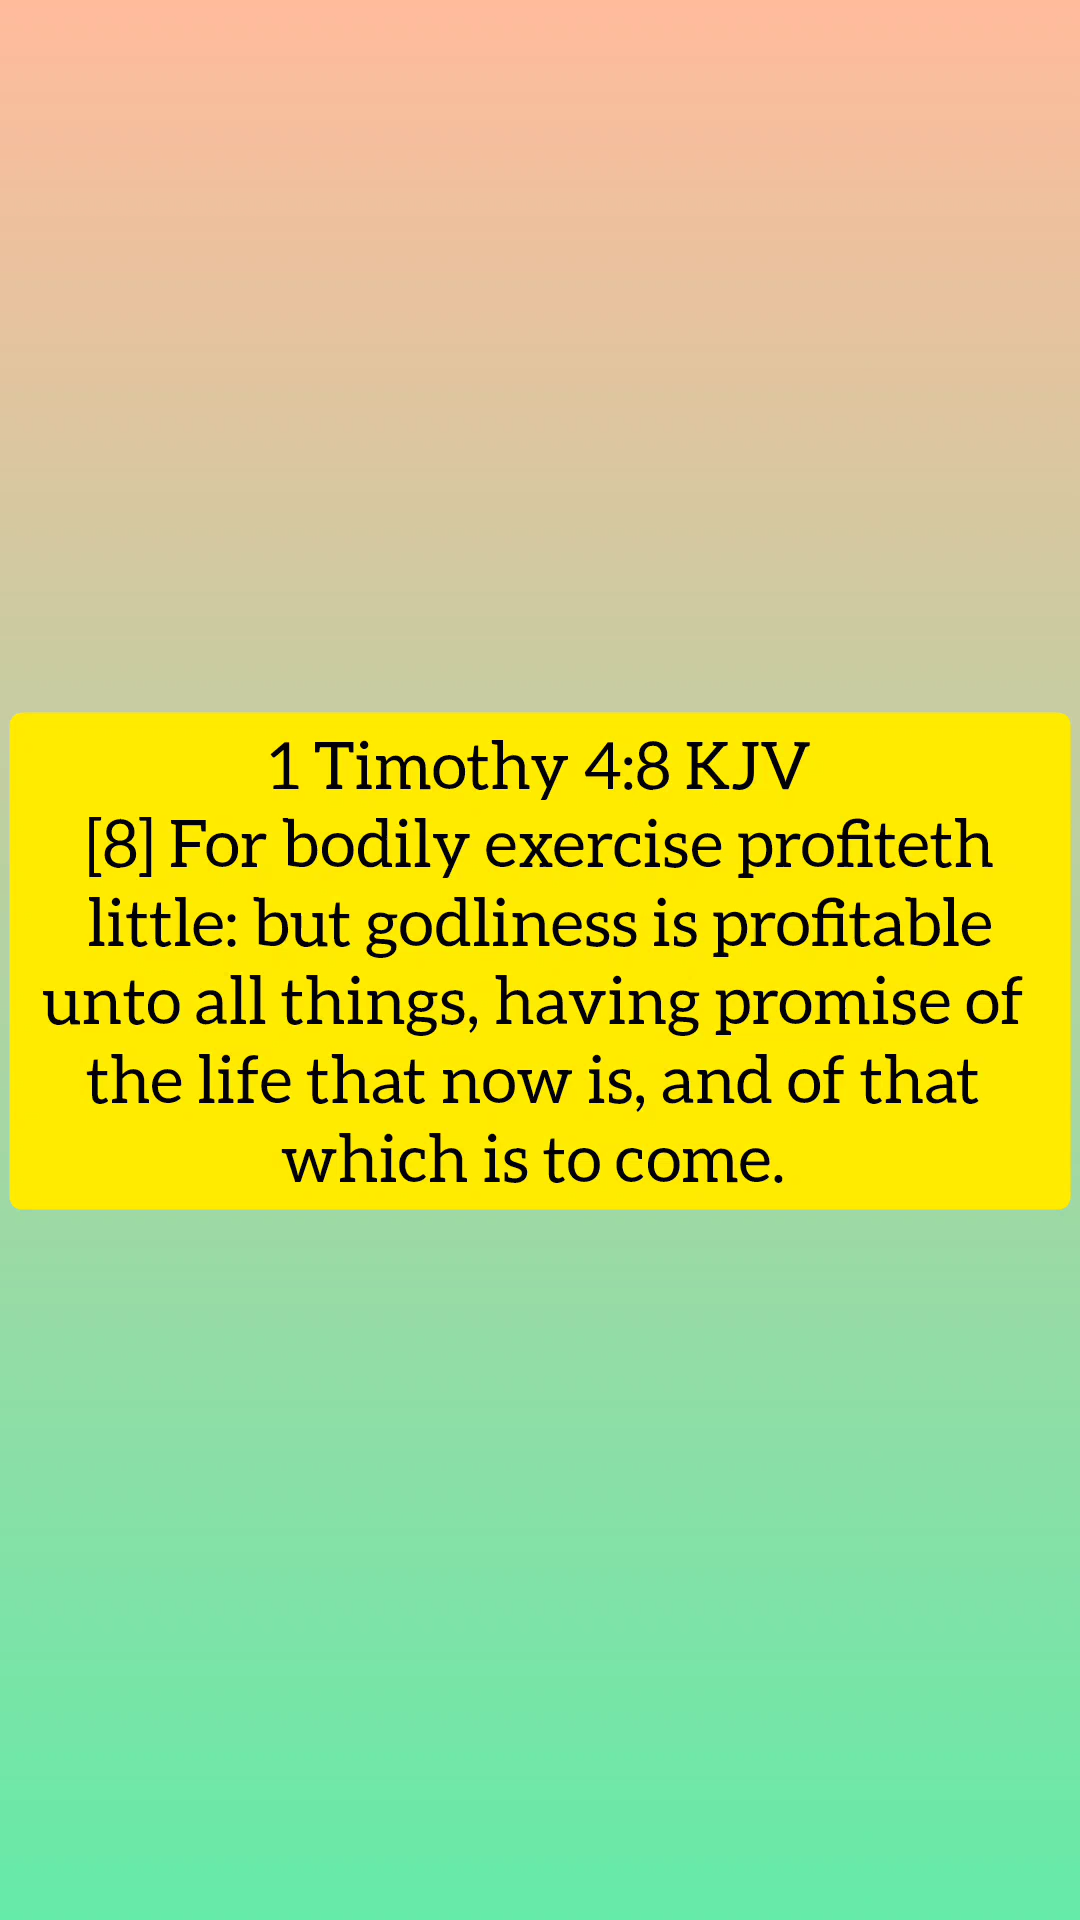 1 Timothy 4:8 KJV
[8] For bodily exercise profiteth
little: but godliness is profitable
unto all things, having promise of
the life that now is, and of that
which is to come.